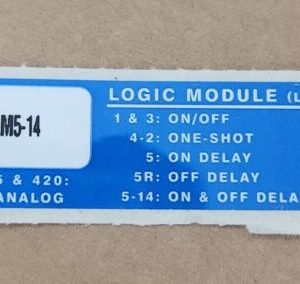 M5-14
& 420:
ANALOG
LOGIC MODULE
1 & 3: ON/OFF
4-2: ONE-SHOT
5: ON DELAY
5R: OFF DELAY
5-14: ON & OFF DELA